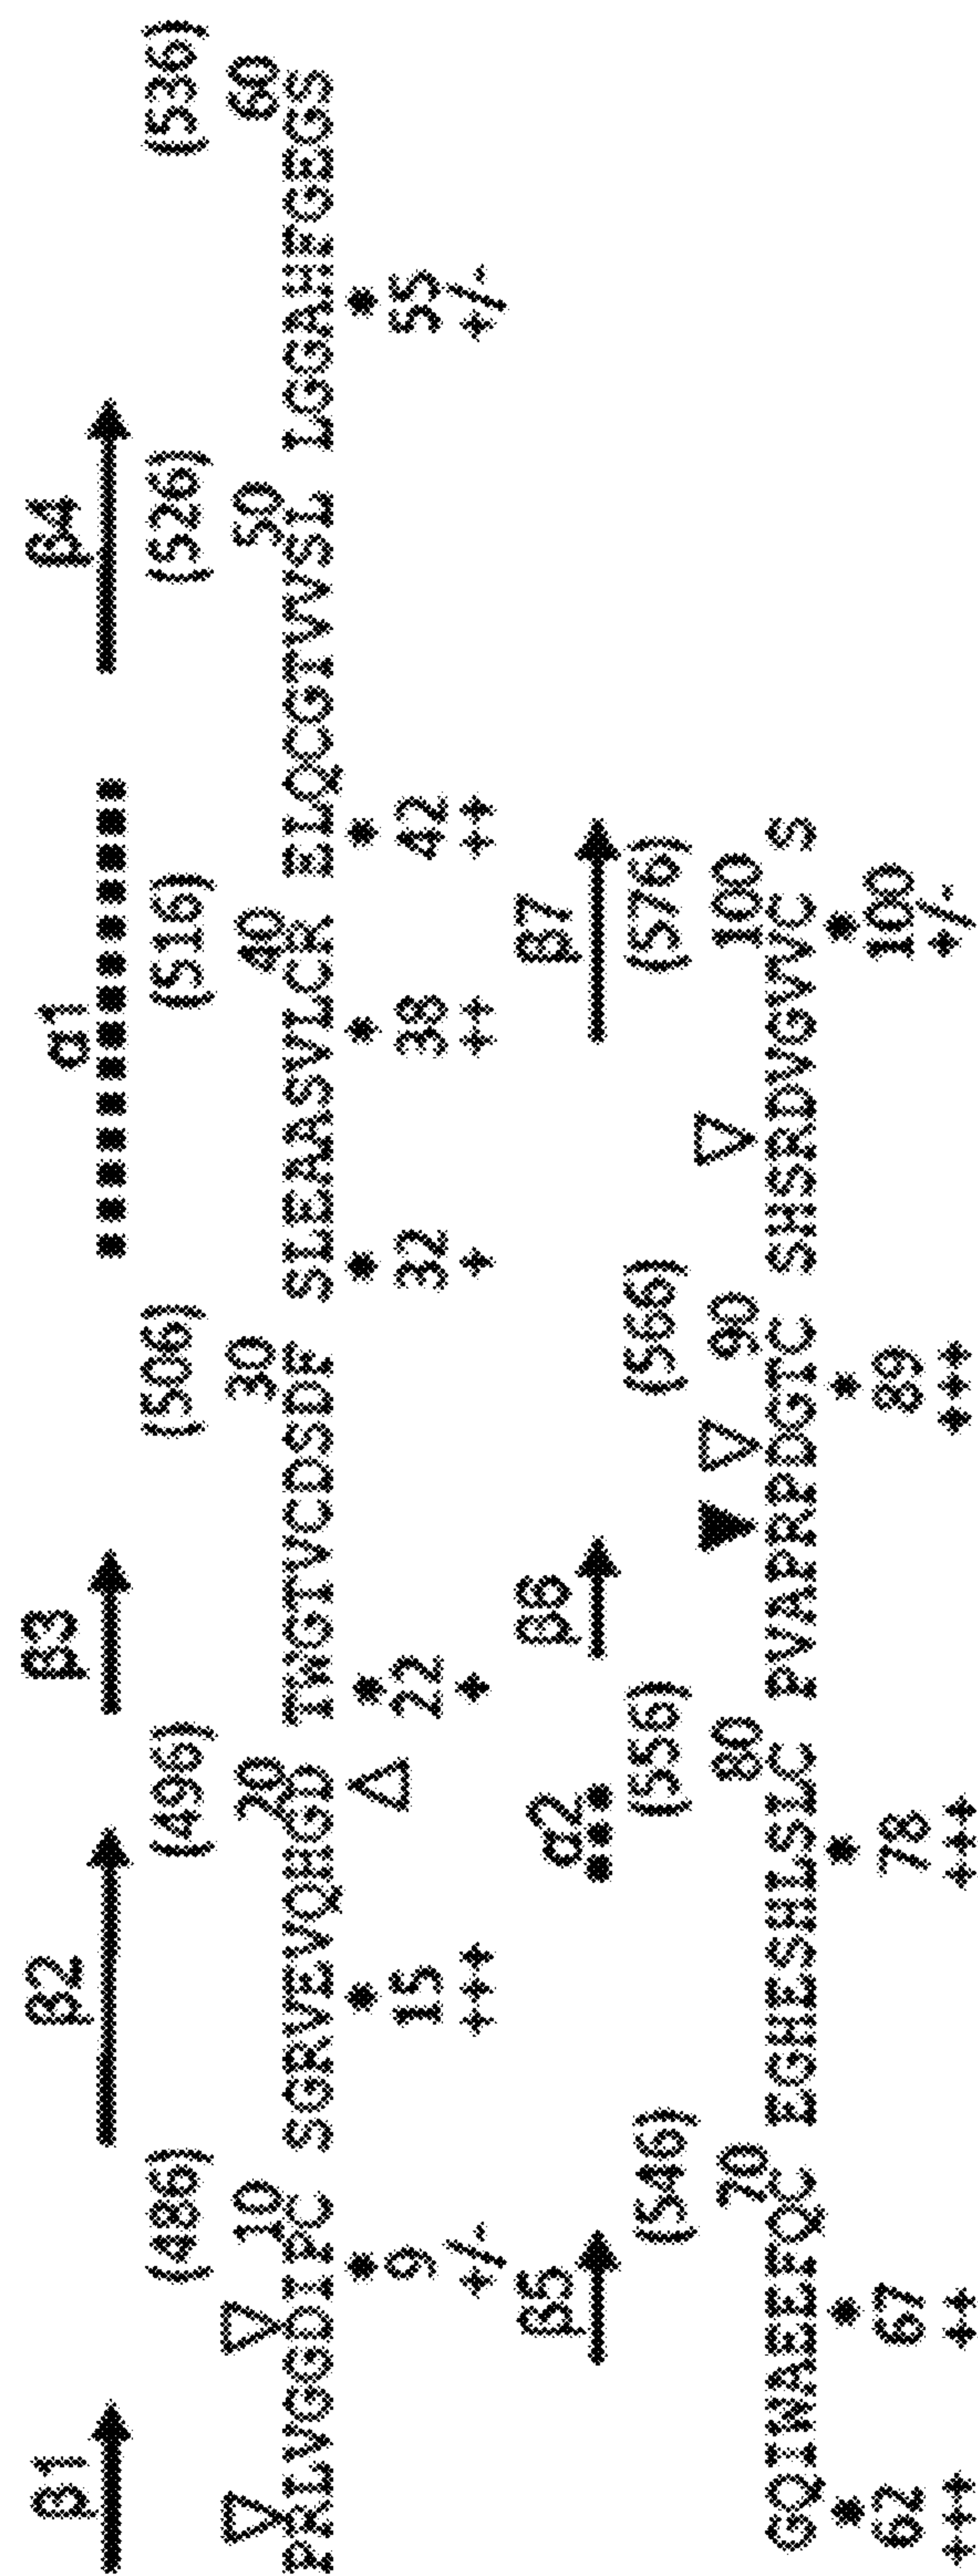 β1 β2 β3 α1 β4
(486) (496) (506) (516) (526) (536)
10 20 30 40 50 60
PRLVGGDIPC SGRVEVQHGD TWGTVCDSDF SLEAASVLCR ELQCGTVVSL LGGAHFGEGS
9 15 22 32 38 42 55
+/- +++ + + ++ ++ +/-
β5 α2 β6 β7
(546) (556) (566) (576)
70 80 90 100
GQIWAEEFQC EGHESHLSLC PVAPRPDGTC SHSRDVGVVC S
62 67 78 89 100
+++ ++ +++ +++ +/-